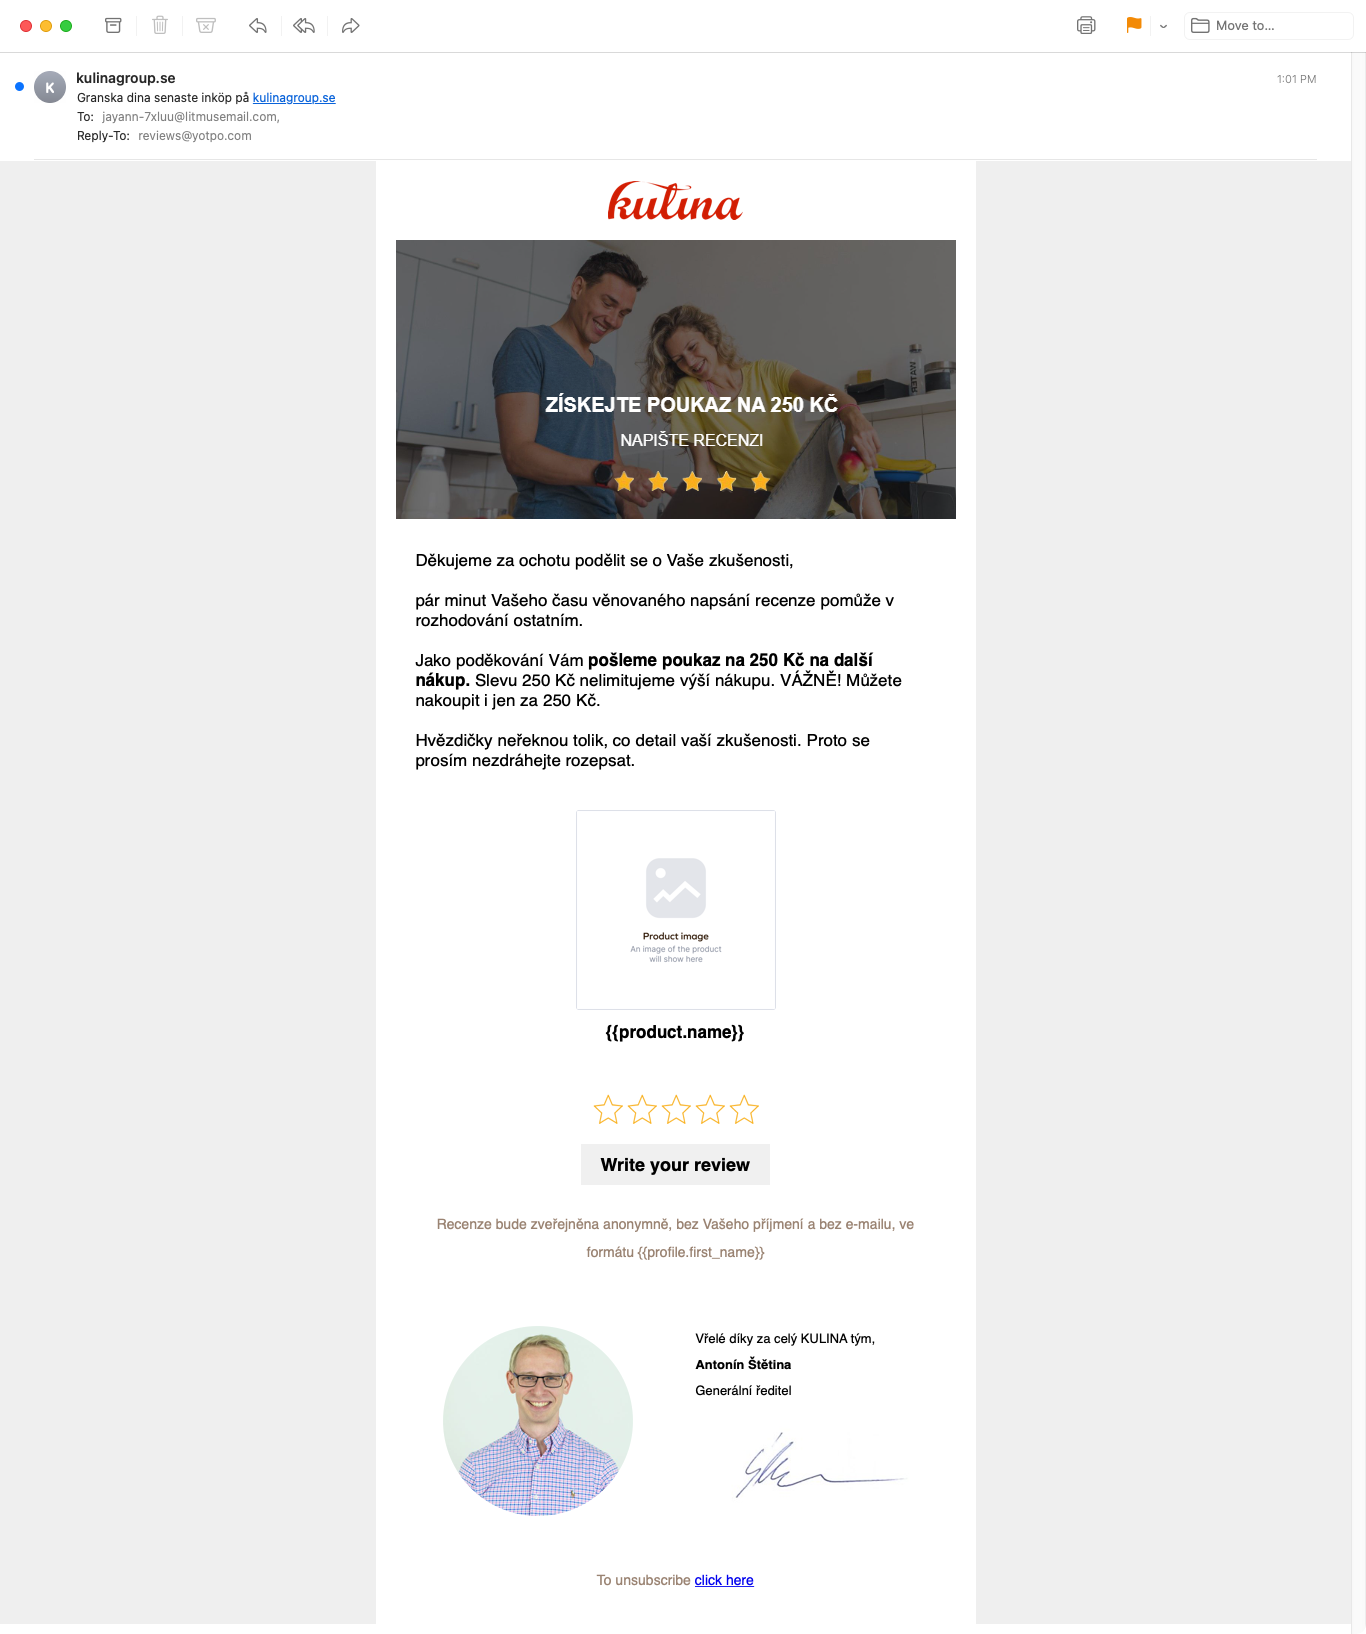 Move to...
kulinagroup.se
1:01 PM
K
Granska dina senaste inköp på kulinagroup.se
To: jayann-7xluu@litmusemail.com,
Reply-To: reviews@yotpo.com
kulina
ZÍSKEJTE POUKAZ NA 250 KČ
NAPIŠTE RECENZI
Děkujeme za ochotu podělit se o Vaše zkušenosti,
pár minut Vašeho času věnovaného napsání recenze pomůže v
rozhodování ostatním.
Jako poděkování Vám pošleme poukaz na 250 Kč na další
nákup. Slevu 250 Kč nelimitujeme výší nákupu. VÁŽNĚ! Můžete
nakoupit i jen za 250 Kč.
Hvězdičky neřeknou tolik, co detail vaší zkušenosti. Proto se
prosím nezdráhejte rozepsat.
Product image
An image of the product
will show here
{{product.name}}
Write your review
Recenze bude zveřejněna anonymně, bez Vašeho příjmení a bez e-mailu, ve
formátu {{profile.first_name}}
Vřelé díky za celý KULINA tým,
Antonín Štětina
Generální ředitel
To unsubscribe click here